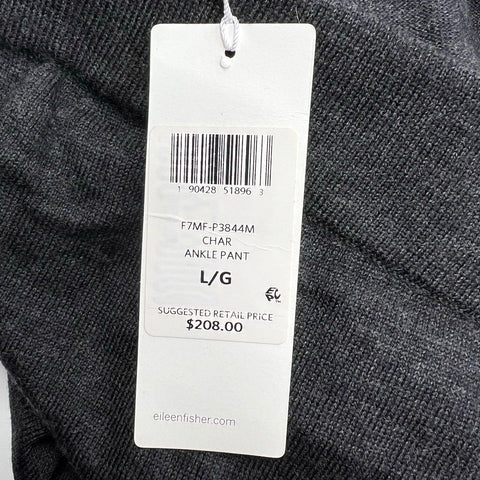 1 90428 51896 3
F7MF-P3844M
CHAR
ANKLE PANT
L/G
SUGGESTED RETAIL PRICE
$208.00
eileenfisher.com